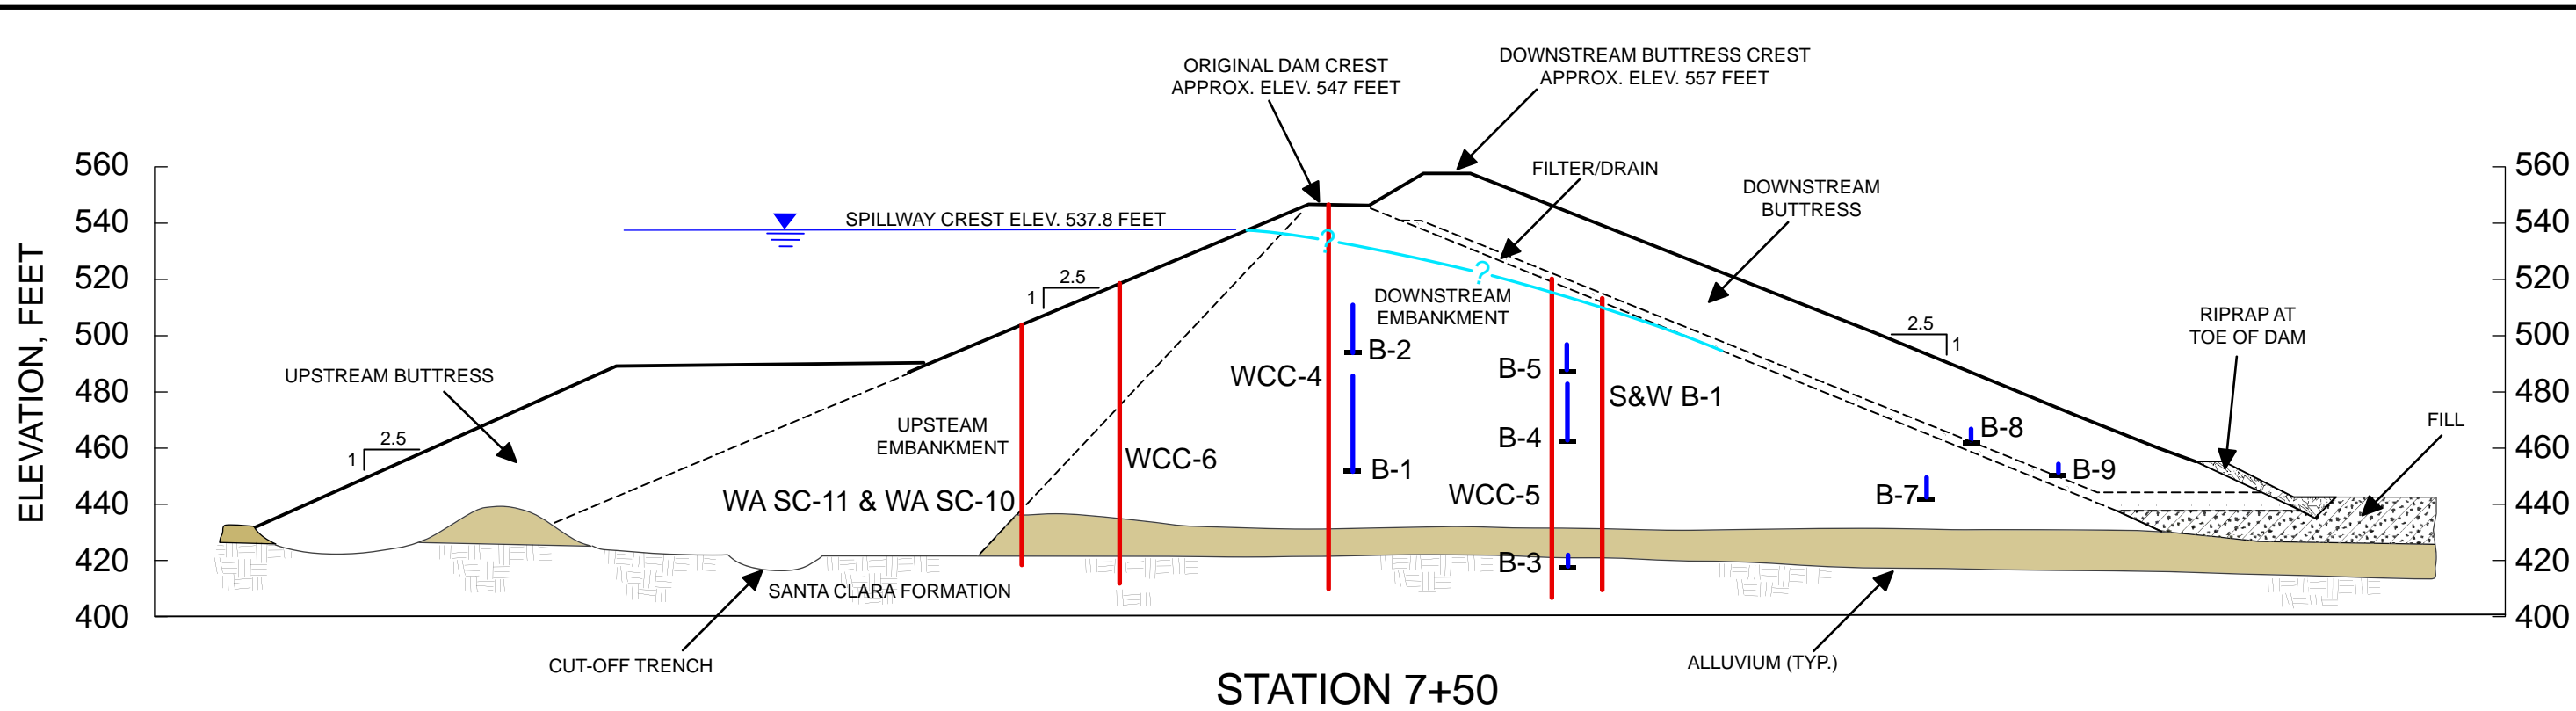 ORIGINAL DAM CREST
APPROX. ELEV. 547 FEET
DOWNSTREAM BUTTRESS CREST
APPROX. ELEV. 557 FEET
FILTER/DRAIN
DOWNSTREAM
BUTTRESS
SPILLWAY CREST ELEV. 537.8 FEET
ELEVATION, FEET
560
540
520
500
480
460
440
420
400
560
540
520
500
480
460
440
420
400
?
?
2.5
1
2.5
1
2.5
1
DOWNSTREAM
EMBANKMENT
RIPRAP AT
TOE OF DAM
FILL
UPSTREAM BUTTRESS
UPSTEAM
EMBANKMENT
WA SC-11 & WA SC-10
WCC-6
WCC-4
B-2
B-1
B-5
B-4
WCC-5
B-3
S&W B-1
B-8
B-9
B-7
SANTA CLARA FORMATION
CUT-OFF TRENCH
ALLUVIUM (TYP.)
STATION 7+50